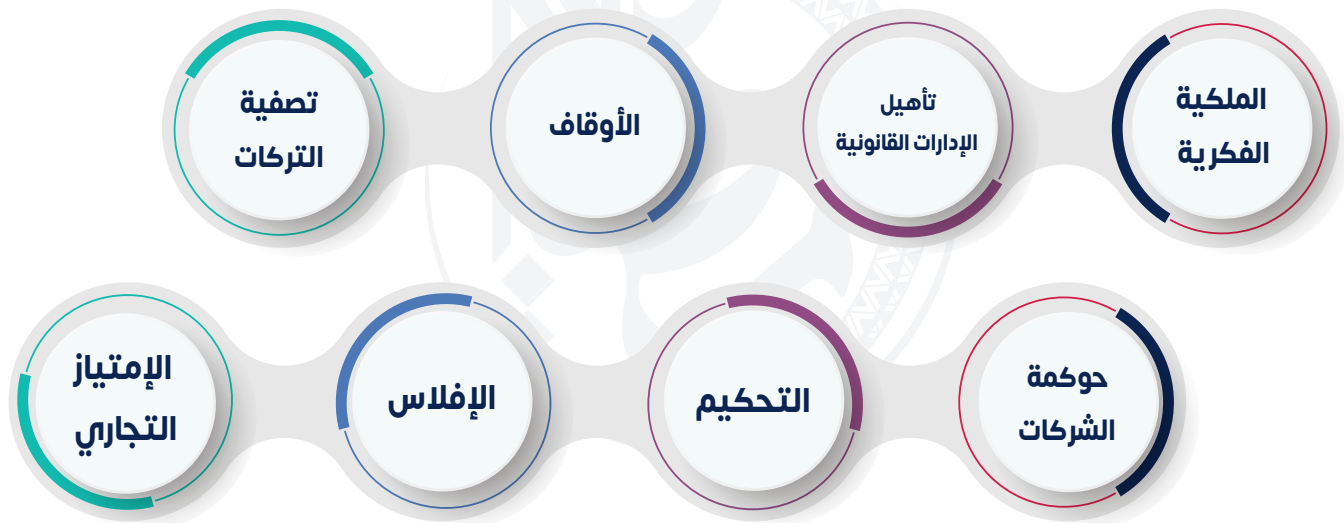 الملكية
الفكرية
تأهيل
الإدارات القانونية
الأوقاف
تصفية
التركات
حوكمة
الشركات
التحكيم
الإفلاس
الإمتياز
التجاري